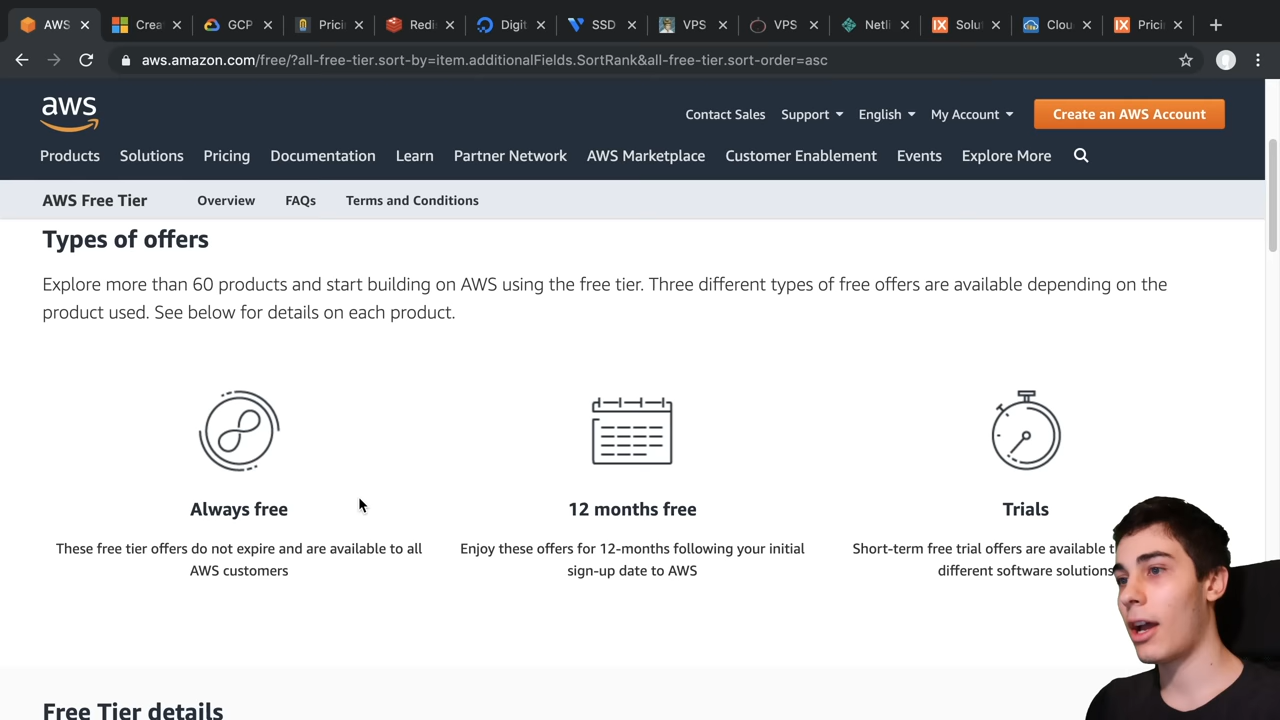 AWS
Crea
GCP
Prici
Redi
Digit
SSD
VPS
VPS
Netli
Solu
Clou
Prici
aws.amazon.com/free/?all-free-tier.sort-by=item.additionalFields.SortRank&all-free-tier.sort-order=asc
aws
Contact Sales Support English My Account Create an AWS Account
Products Solutions Pricing Documentation Learn Partner Network AWS Marketplace Customer Enablement Events Explore More
AWS Free Tier Overview FAQs Terms and Conditions
Types of offers
Explore more than 60 products and start building on AWS using the free tier. Three different types of free offers are available depending on the
product used. See below for details on each product.
Always free
These free tier offers do not expire and are available to all
AWS customers
12 months free
Enjoy these offers for 12-months following your initial
sign-up date to AWS
Trials
Short-term free trial offers are available t
different software solutions
Free Tier details